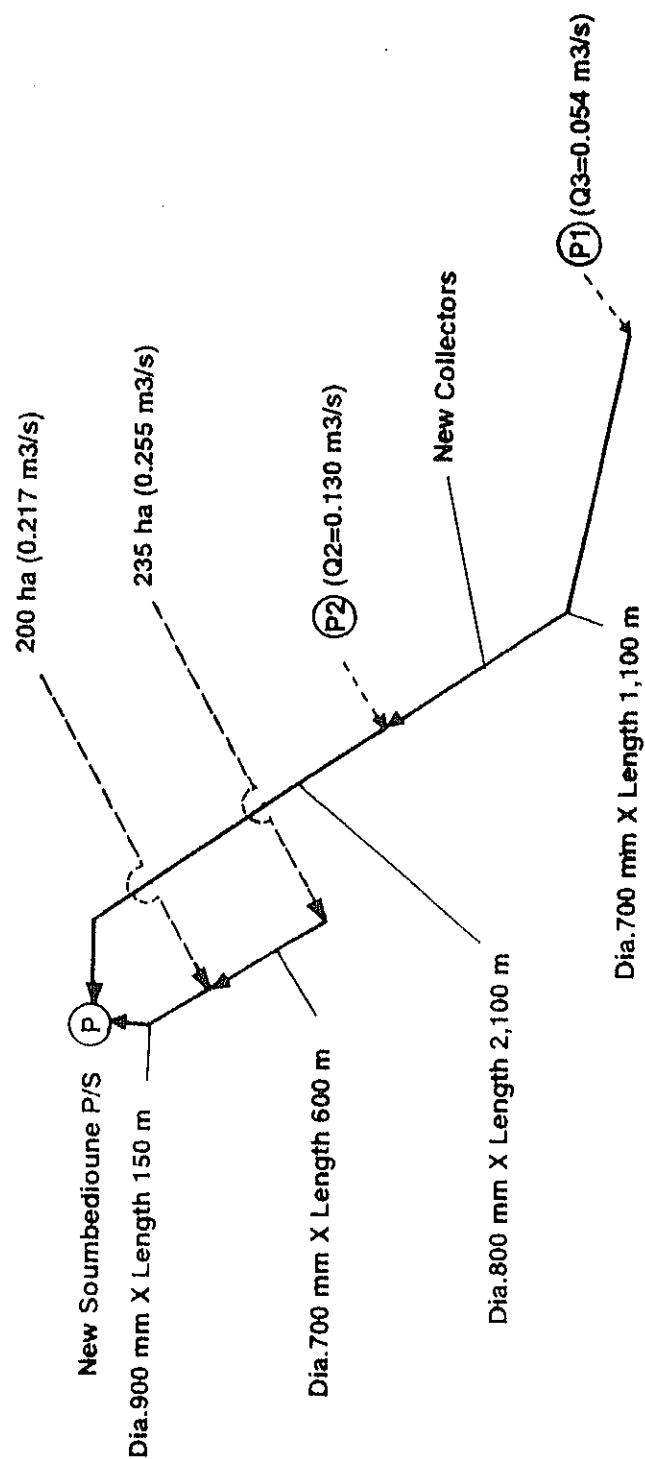 200 ha (0.217 m3/s)
235 ha (0.255 m3/s)
P2 (Q2=0.130 m3/s)
New Collectors
P1 (Q3=0.054 m3/s)
P
New Soumbedioune P/S
Dia.900 mm X Length 150 m
Dia.700 mm X Length 600 m
Dia.800 mm X Length 2,100 m
Dia.700 mm X Length 1,100 m